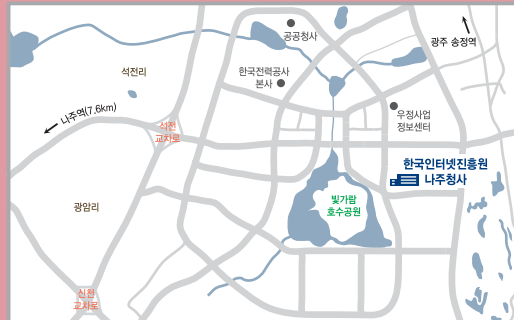 공공청사
광주 송정역
석전리
한국전력공사
본사
나주역(7.6km)
우정사업
정보센터
석전
교차로
한국인터넷진흥원
나주청사
빛가람
호수공원
광암리
신천
교차로